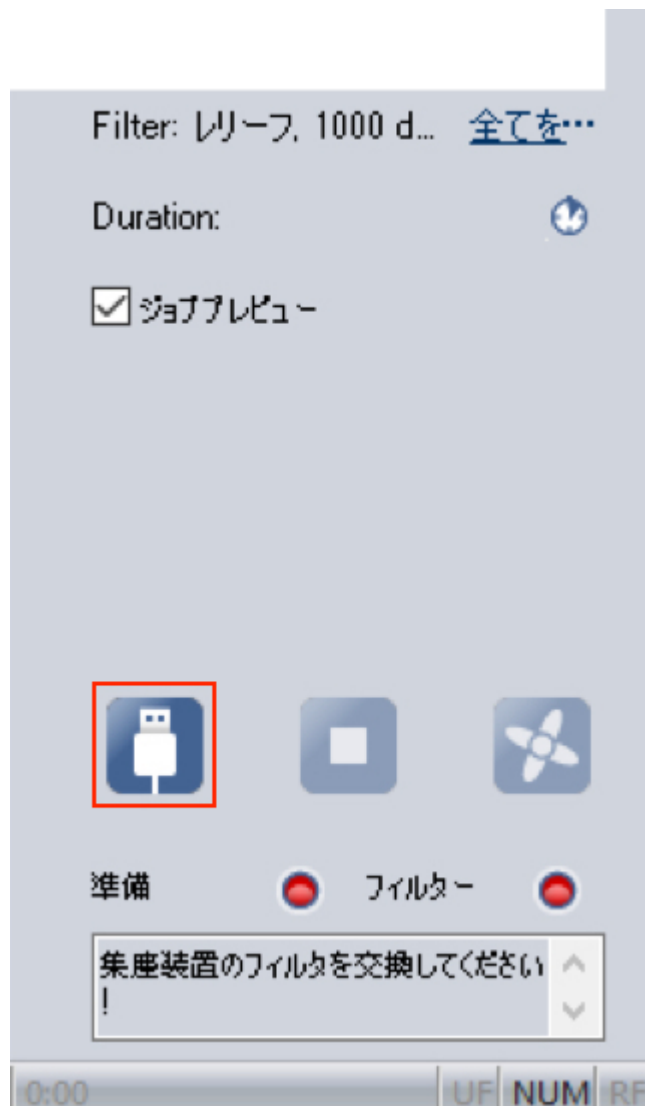 Filter: レリーフ, 1000 d... 全てを...
Duration:
ジョブプレビュー
準備 フィルター
集塵装置のフィルタを交換してください
!
0:00 UF NUM RF